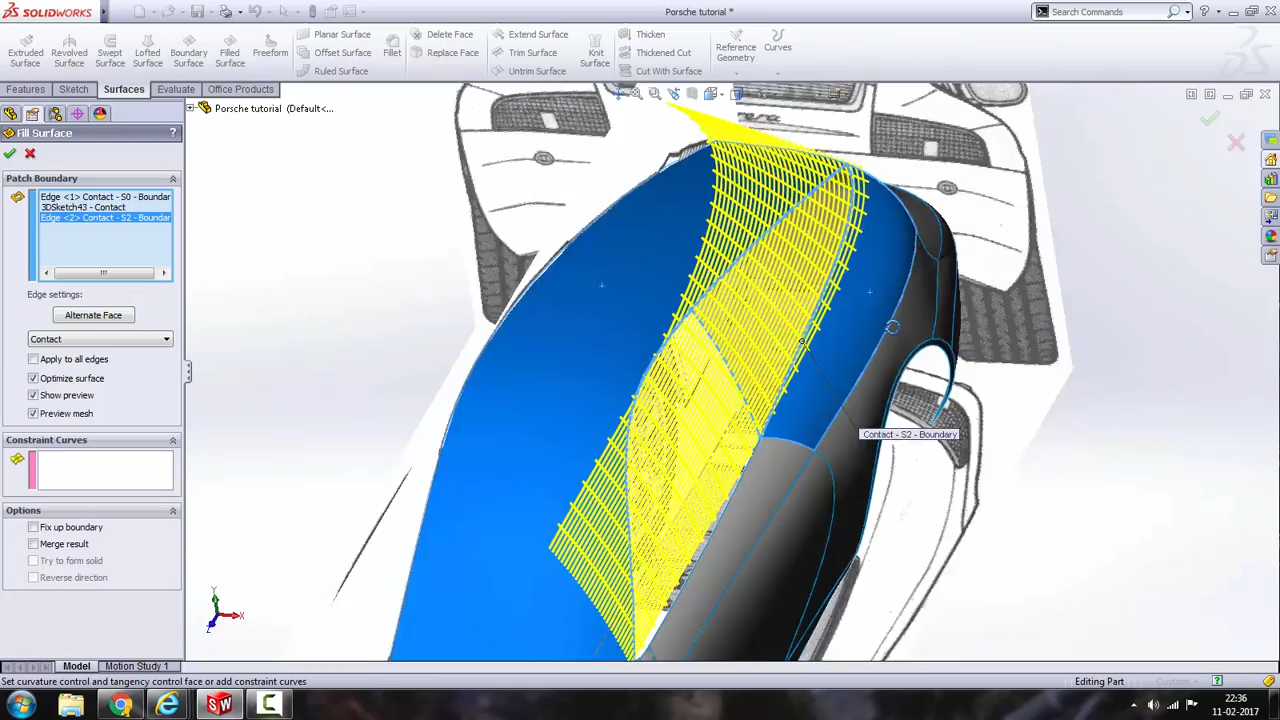 SOLIDWORKS
Porsche tutorial *
Search Commands
Extruded Surface
Revolved Surface
Swept Surface
Lofted Surface
Boundary Surface
Filled Surface
Freeform
Planar Surface
Offset Surface
Ruled Surface
Fillet
Delete Face
Replace Face
Extend Surface
Trim Surface
Untrim Surface
Knit Surface
Thicken
Thickened Cut
Cut With Surface
Reference Geometry
Curves
Features
Sketch
Surfaces
Evaluate
Office Products
Porsche tutorial (Default<...
Fill Surface
?
Patch Boundary
Edge <1> Contact - S0 - Boundar
3DSketch43 - Contact
Edge <2> Contact - S2 - Boundar
Edge settings:
Alternate Face
Contact
Apply to all edges
Optimize surface
Show preview
Preview mesh
Constraint Curves
Options
Fix up boundary
Merge result
Try to form solid
Reverse direction
Contact - S2 - Boundary
Y
X
Z
Model
Motion Study 1
Set curvature control and tangency control face or add constraint curves
Editing Part
Custom
22:36
11-02-2017